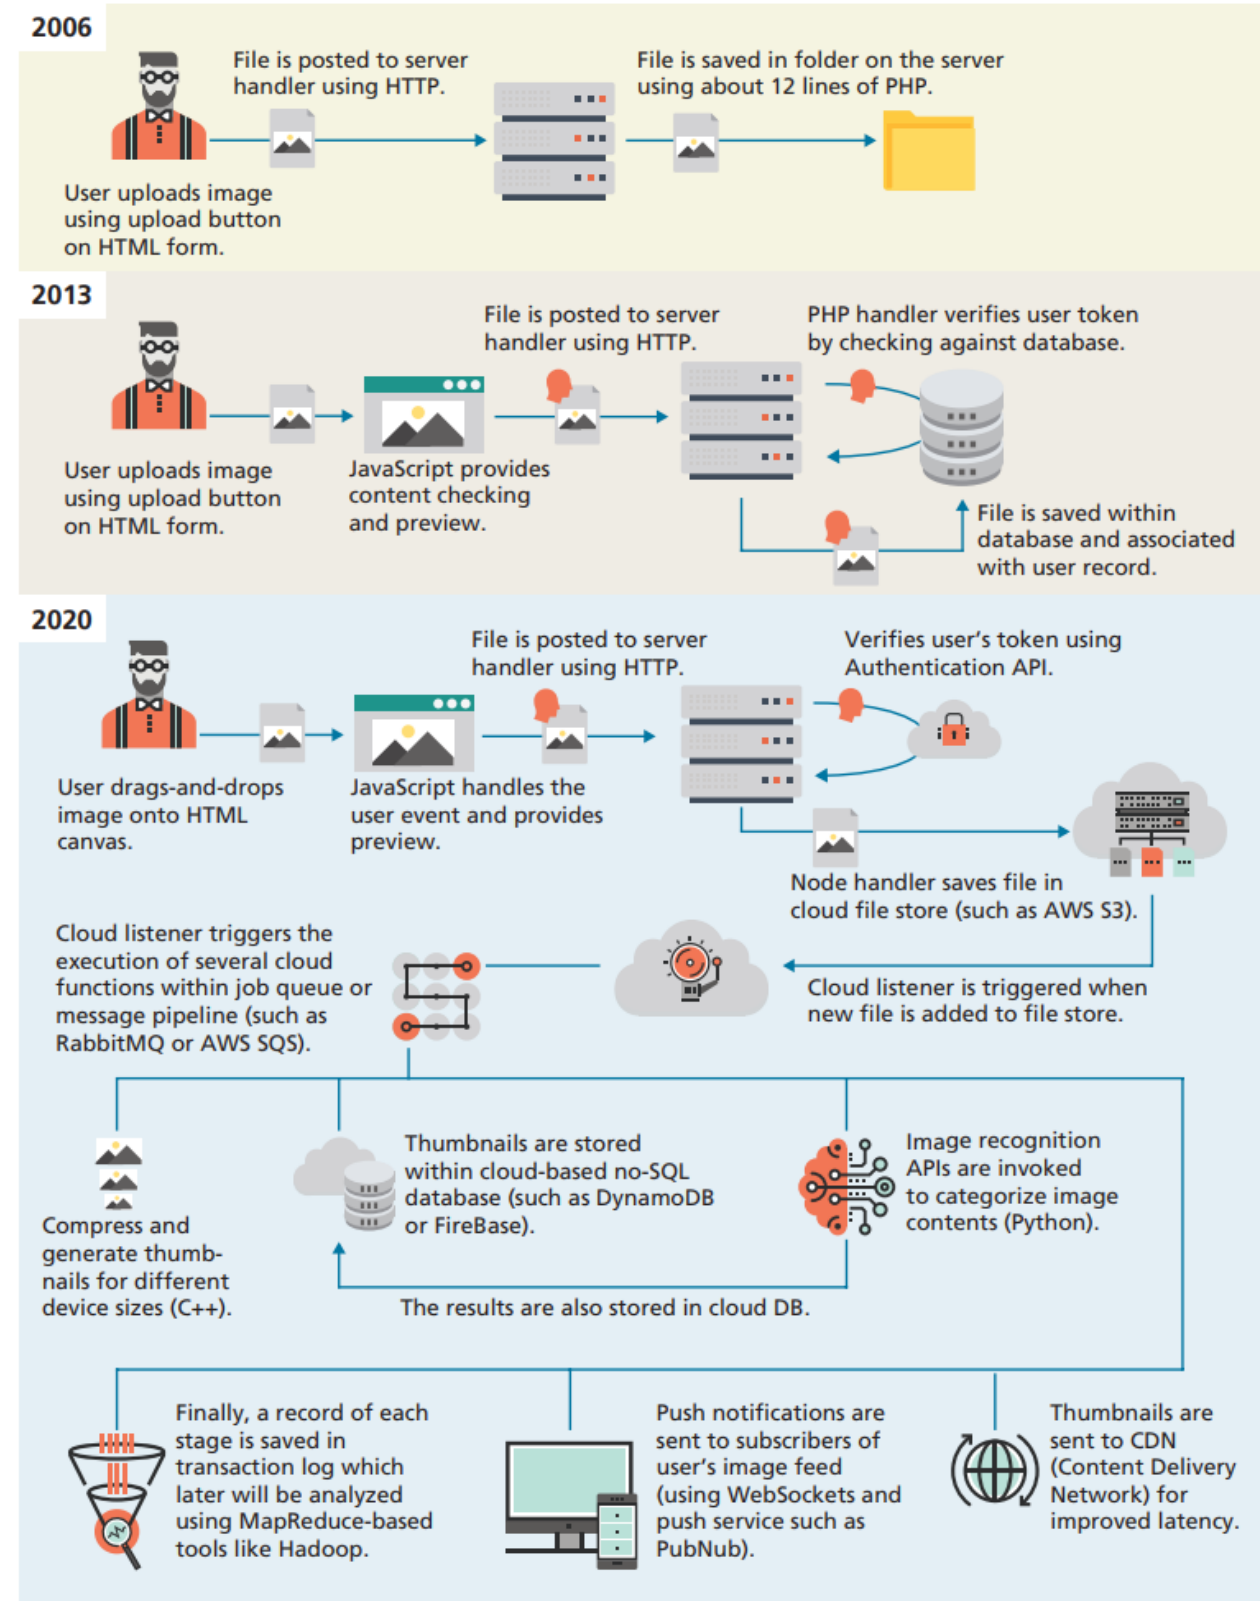 2006
File is posted to server
handler using HTTP.
File is saved in folder on the server
using about 12 lines of PHP.
User uploads image
using upload button
on HTML form.
2013
File is posted to server
handler using HTTP.
PHP handler verifies user token
by checking against database.
User uploads image
using upload button
on HTML form.
JavaScript provides
content checking
and preview.
File is saved within
database and associated
with user record.
2020
File is posted to server
handler using HTTP.
Verifies user's token using
Authentication API.
User drags-and-drops
image onto HTML
canvas.
JavaScript handles the
user event and provides
preview.
Node handler saves file in
cloud file store (such as AWS S3).
Cloud listener triggers the
execution of several cloud
functions within job queue or
message pipeline (such as
RabbitMQ or AWS SQS).
Cloud listener is triggered when
new file is added to file store.
Compress and
generate thumb-
nails for different
device sizes (C++).
Thumbnails are stored
within cloud-based no-SQL
database (such as DynamoDB
or FireBase).
Image recognition
APIs are invoked
to categorize image
contents (Python).
The results are also stored in cloud DB.
Finally, a record of each
stage is saved in
transaction log which
later will be analyzed
using MapReduce-based
tools like Hadoop.
Push notifications are
sent to subscribers of
user's image feed
(using WebSockets and
push service such as
PubNub).
Thumbnails are
sent to CDN
(Content Delivery
Network) for
improved latency.